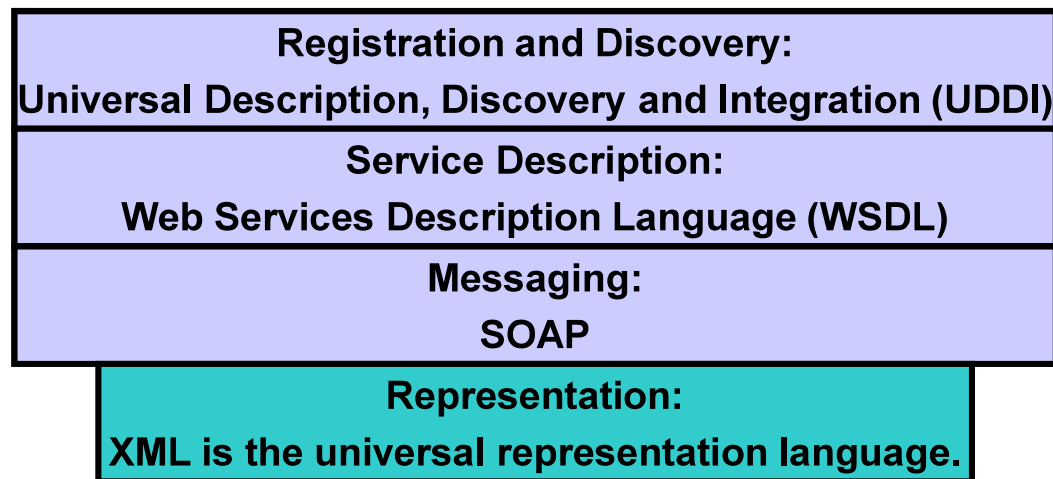 Registration and Discovery:
Universal Description, Discovery and Integration (UDDI)
Service Description:
Web Services Description Language (WSDL)
Messaging:
SOAP
Representation:
XML is the universal representation language.